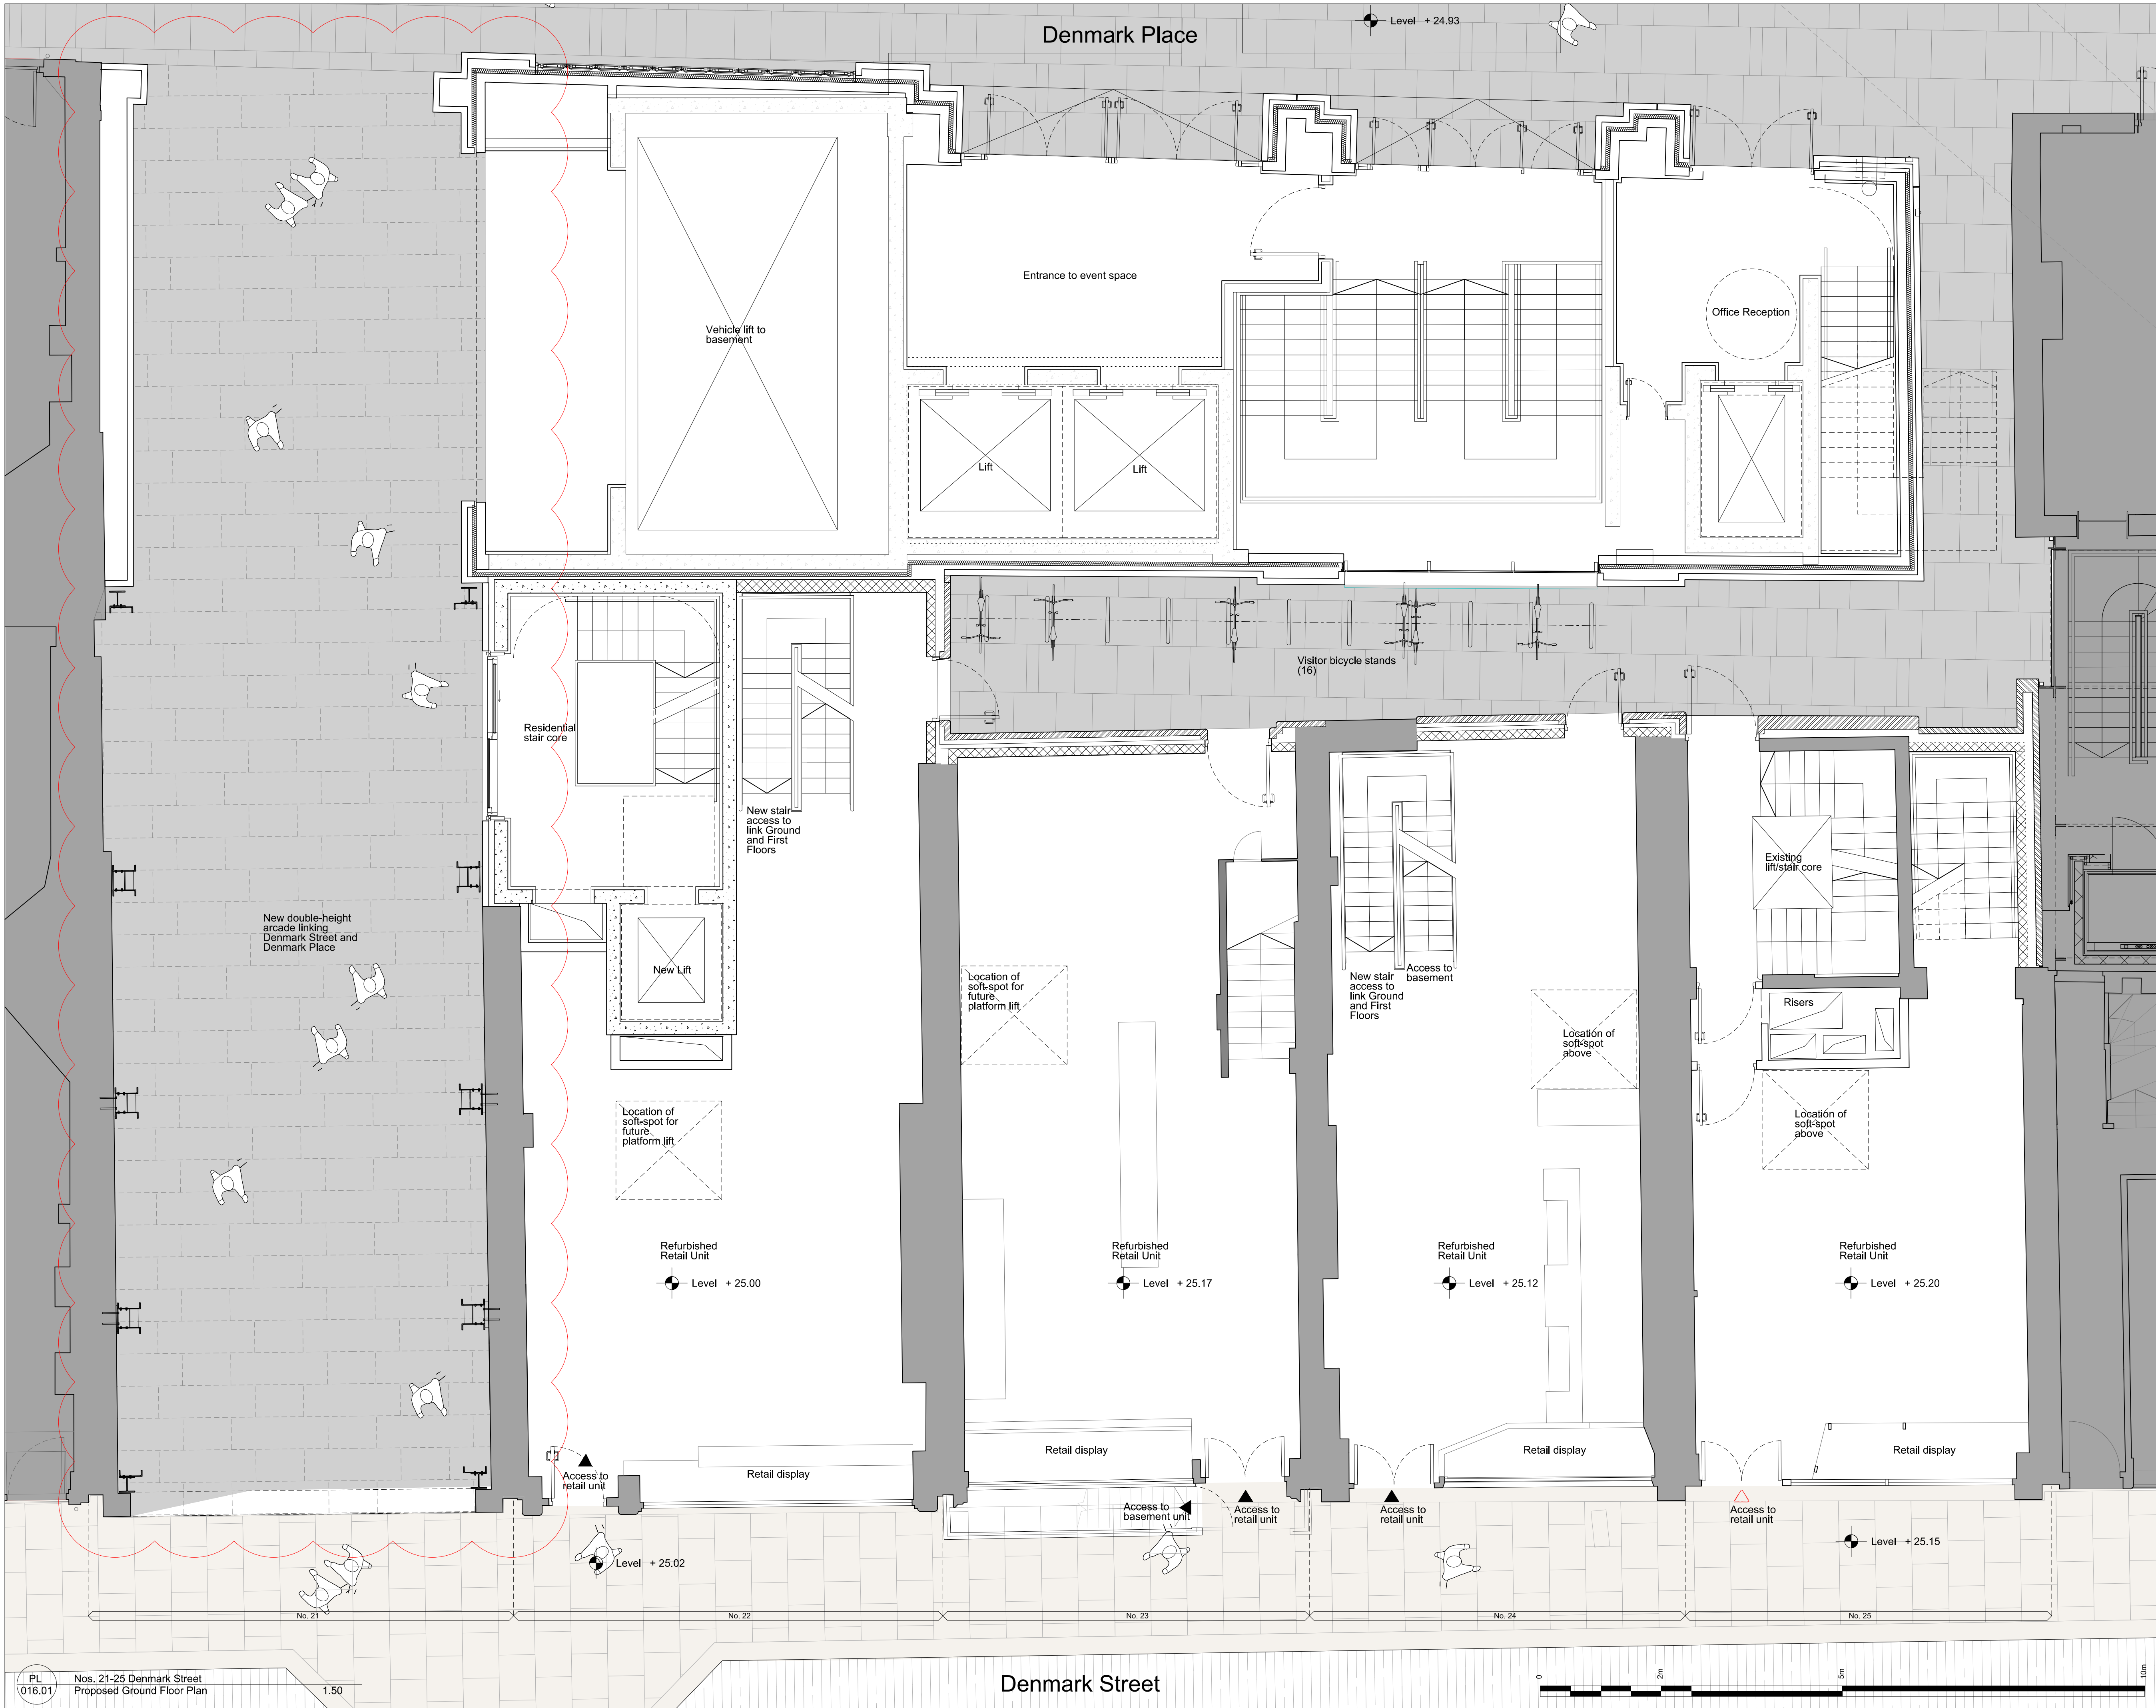 Denmark Place
Level + 24.93
Entrance to event space
Vehicle lift to
basement
Office Reception
Lift
Lift
Visitor bicycle stands
(16)
Residential
stair core
New stair
access to
link Ground
and First
Floors
Existing
lift/stair core
New double-height
arcade linking
Denmark Street and
Denmark Place
New Lift
Location of
soft-spot for
future
platform lift
New stair
access to
link Ground
and First
Floors
Access to
basement
Risers
Location of
soft-spot
above
Location of
soft-spot for
future
platform lift
Location of
soft-spot
above
Refurbished
Retail Unit
Level + 25.00
Refurbished
Retail Unit
Level + 25.17
Refurbished
Retail Unit
Level + 25.12
Refurbished
Retail Unit
Level + 25.20
Retail display
Retail display
Retail display
Retail display
Access to
retail unit
Access to
basement unit
Access to
retail unit
Access to
retail unit
Access to
retail unit
Level + 25.02
Level + 25.15
No. 21
No. 22
No. 23
No. 24
No. 25
PL
016.01
Nos. 21-25 Denmark Street
Proposed Ground Floor Plan
1.50
Denmark Street
0
2m
5m
10m